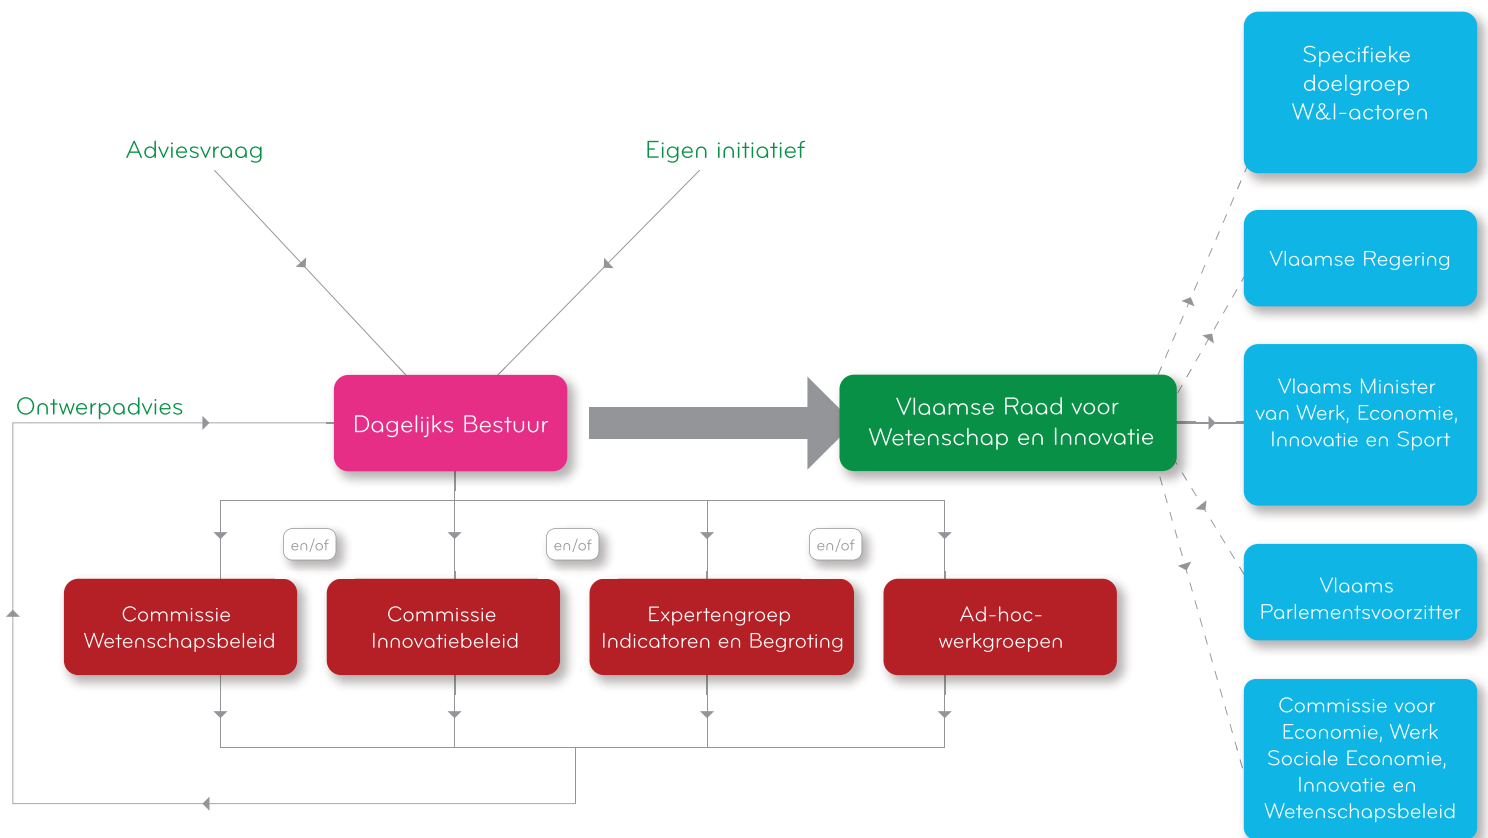 Specifieke
doelgroep
W&I-actoren
Adviesvraag
Eigen initiatief
Vlaamse Regering
Ontwerpadvies
Dagelijks Bestuur
Vlaamse Raad voor
Wetenschap en Innovatie
Vlaams Minister
van Werk, Economie,
Innovatie en Sport
en/of
en/of
en/of
Commissie
Wetenschapsbeleid
Commissie
Innovatiebeleid
Expertengroep
Indicatoren en Begroting
Ad-hoc-
werkgroepen
Vlaams
Parlementsvoorzitter
Commissie voor
Economie, Werk
Sociale Economie,
Innovatie en
Wetenschapsbeleid